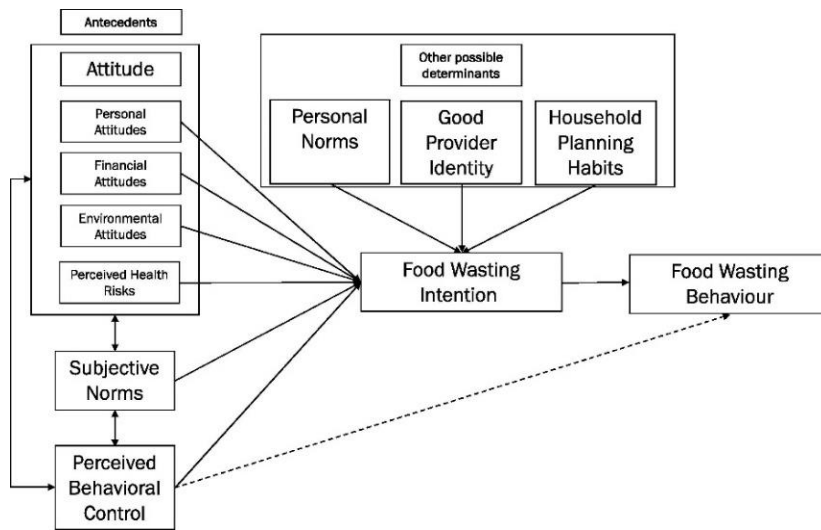 Antecedents
Attitude
Personal
Attitudes
Financial
Attitudes
Environmental
Attitudes
Perceived Health
Risks
Subjective
Norms
Perceived
Behavioral
Control
Other possible
determinants
Personal
Norms
Good
Provider
Identity
Household
Planning
Habits
Food Wasting
Intention
Food Wasting
Behaviour